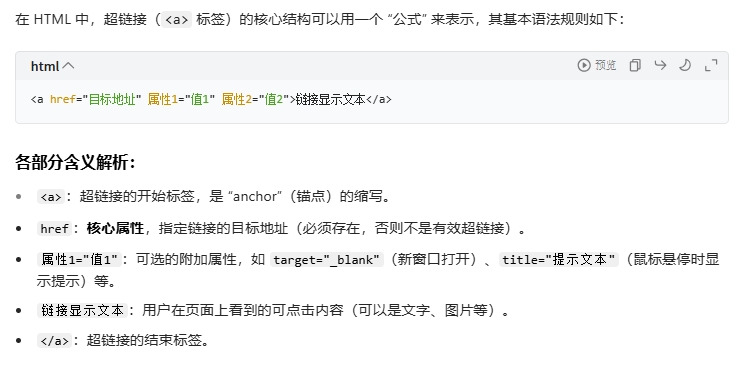 在 HTML 中，超链接（<a> 标签）的核心结构可以用一个 “公式” 来表示，其基本语法规则如下：
html
预览
<a href="目标地址" 属性1="值1" 属性2="值2">链接显示文本</a>
各部分含义解析：
<a>：超链接的开始标签，是 “anchor”（锚点）的缩写。
href：核心属性，指定链接的目标地址（必须存在，否则不是有效超链接）。
属性1="值1"：可选的附加属性，如 target="_blank"（新窗口打开）、title="提示文本"（鼠标悬停时显
示提示）等。
链接显示文本：用户在页面上看到的可点击内容（可以是文字、图片等）。
</a>：超链接的结束标签。